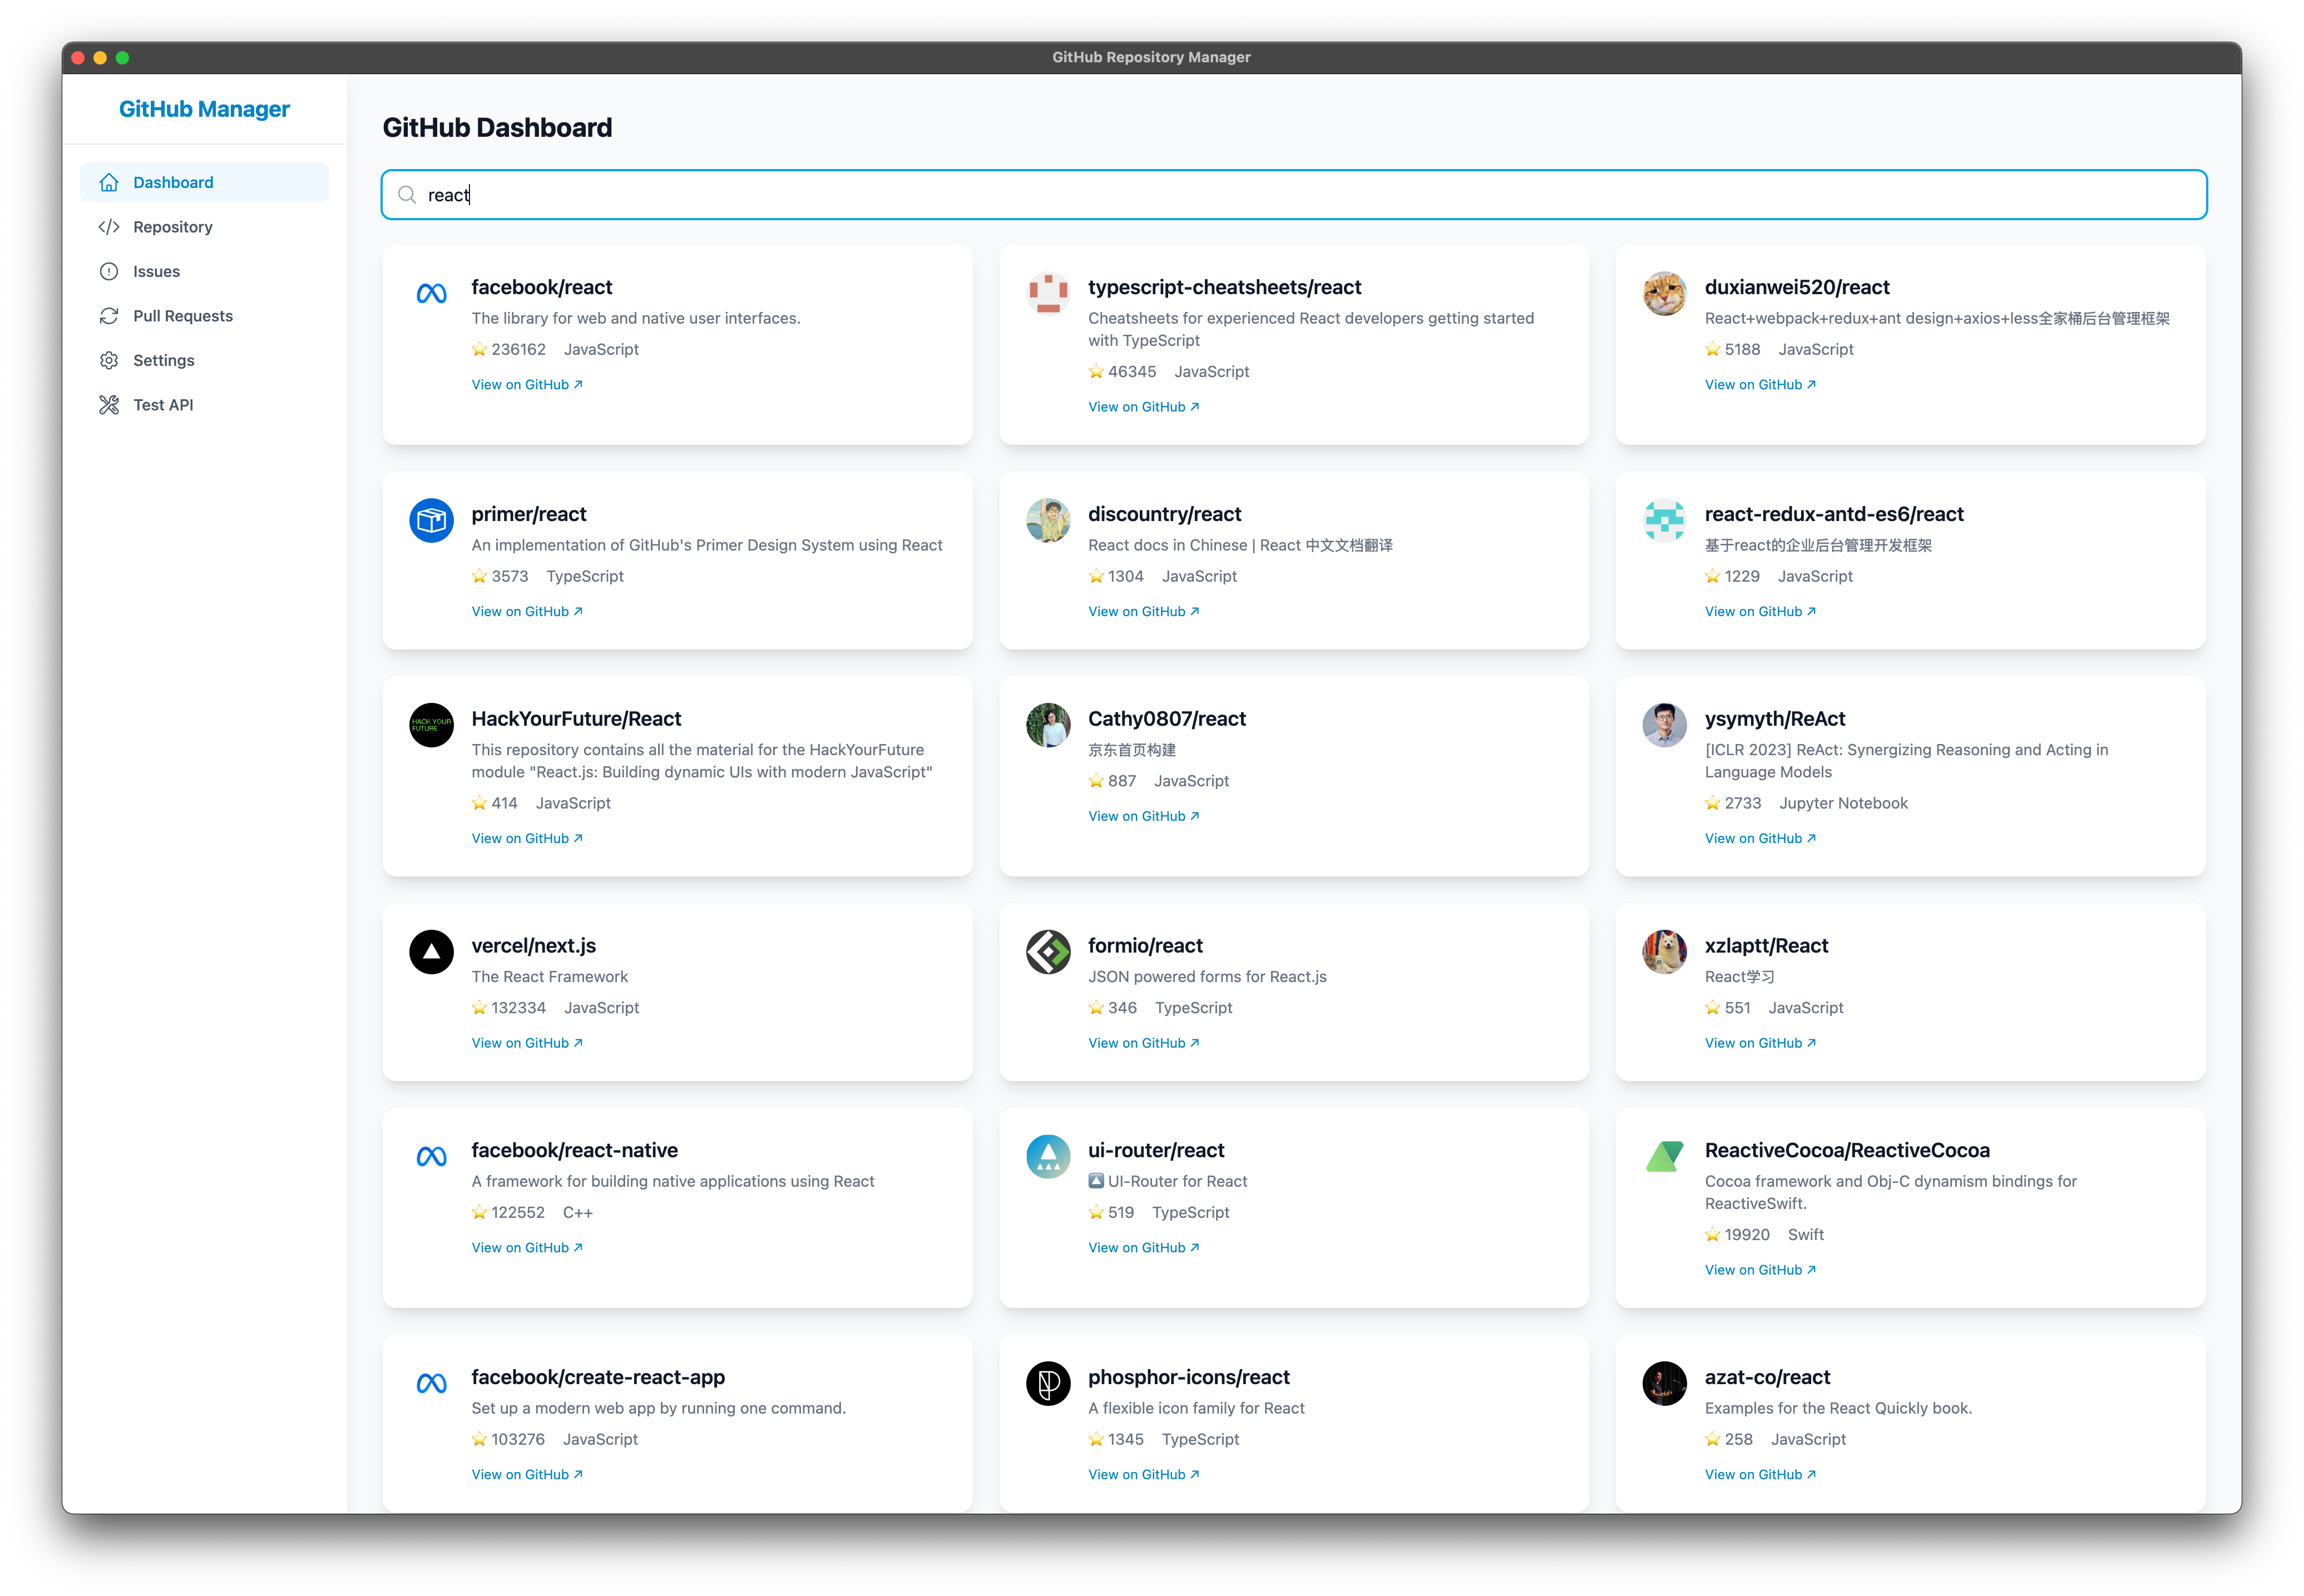 GitHub Repository Manager
GitHub Manager
Dashboard
Repository
Issues
Pull Requests
Settings
Test API
GitHub Dashboard
react
facebook/react
The library for web and native user interfaces.
⭐ 236162 JavaScript
View on GitHub ↗
typescript-cheatsheets/react
Cheatsheets for experienced React developers getting started
with TypeScript
⭐ 46345 JavaScript
View on GitHub ↗
duxianwei520/react
React+webpack+redux+ant design+axios+less全家桶后台管理框架
⭐ 5188 JavaScript
View on GitHub ↗
primer/react
An implementation of GitHub's Primer Design System using React
⭐ 3573 TypeScript
View on GitHub ↗
discountry/react
React docs in Chinese | React 中文文档翻译
⭐ 1304 JavaScript
View on GitHub ↗
react-redux-antd-es6/react
基于react的企业后台管理开发框架
⭐ 1229 JavaScript
View on GitHub ↗
HACK YOUR
FUTURE
HackYourFuture/React
This repository contains all the material for the HackYourFuture
module "React.js: Building dynamic UIs with modern JavaScript"
⭐ 414 JavaScript
View on GitHub ↗
Cathy0807/react
京东首页构建
⭐ 887 JavaScript
View on GitHub ↗
ysymyth/ReAct
[ICLR 2023] ReAct: Synergizing Reasoning and Acting in
Language Models
⭐ 2733 Jupyter Notebook
View on GitHub ↗
vercel/next.js
The React Framework
⭐ 132334 JavaScript
View on GitHub ↗
formio/react
JSON powered forms for React.js
⭐ 346 TypeScript
View on GitHub ↗
xzlaptt/React
React学习
⭐ 551 JavaScript
View on GitHub ↗
facebook/react-native
A framework for building native applications using React
⭐ 122552 C++
View on GitHub ↗
ui-router/react
🔼 UI-Router for React
⭐ 519 TypeScript
View on GitHub ↗
ReactiveCocoa/ReactiveCocoa
Cocoa framework and Obj-C dynamism bindings for
ReactiveSwift.
⭐ 19920 Swift
View on GitHub ↗
facebook/create-react-app
Set up a modern web app by running one command.
⭐ 103276 JavaScript
View on GitHub ↗
phosphor-icons/react
A flexible icon family for React
⭐ 1345 TypeScript
View on GitHub ↗
azat-co/react
Examples for the React Quickly book.
⭐ 258 JavaScript
View on GitHub ↗